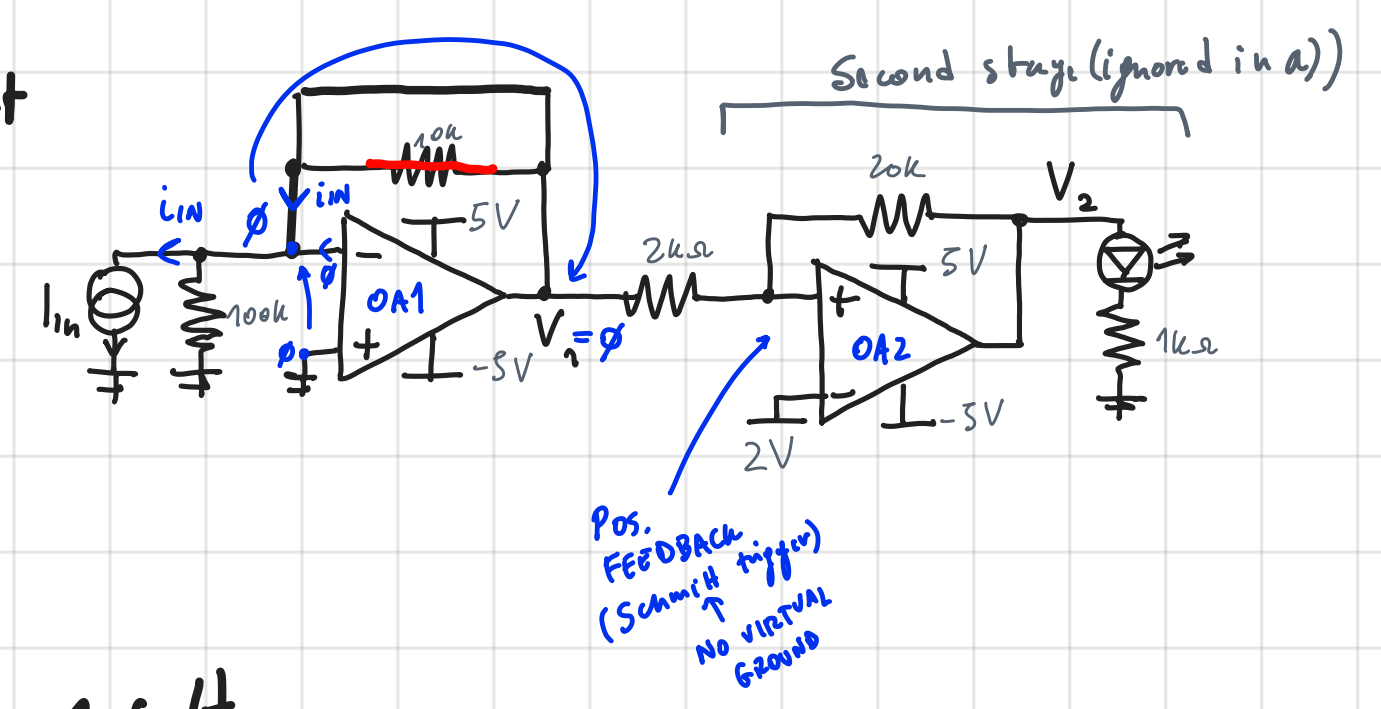 t
Second stage (ignored in a))
10k
iIN
iIN
Ø
5V
20k
V2
Iin
100k
Ø
OA1
2kΩ
5V
Ø
V1 = Ø
-5V
OA2
1kΩ
2V
-5V
Pos.
FEEDBACK
(Schmitt trigger)
NO VIRTUAL
GROUND